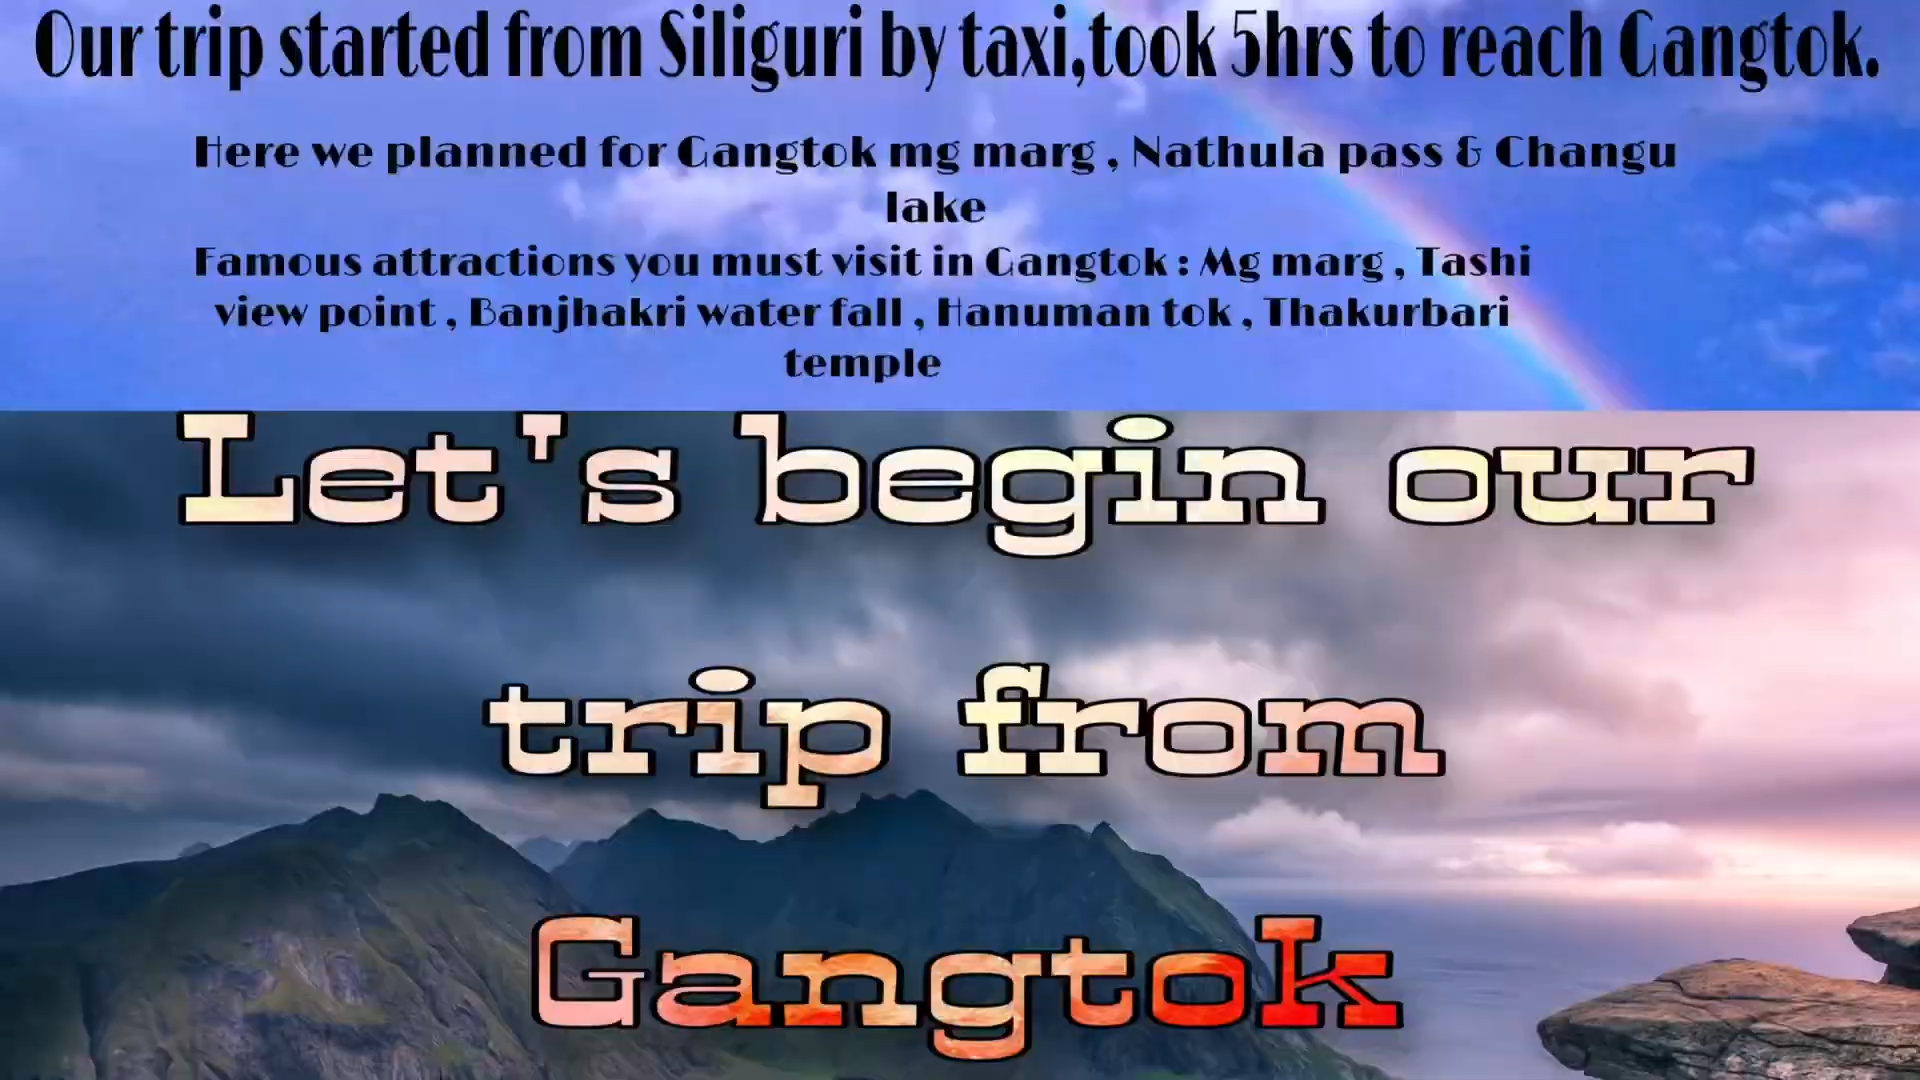 Our trip started from Siliguri by taxi,took 5hrs to reach Gangtok.
Here we planned for Gangtok mg marg , Nathula pass & Changu
lake
Famous attractions you must visit in Gangtok : Mg marg , Tashi
view point , Banjhakri water fall , Hanuman tok , Thakurbari
temple
Let's begin our
trip from
Gangtok